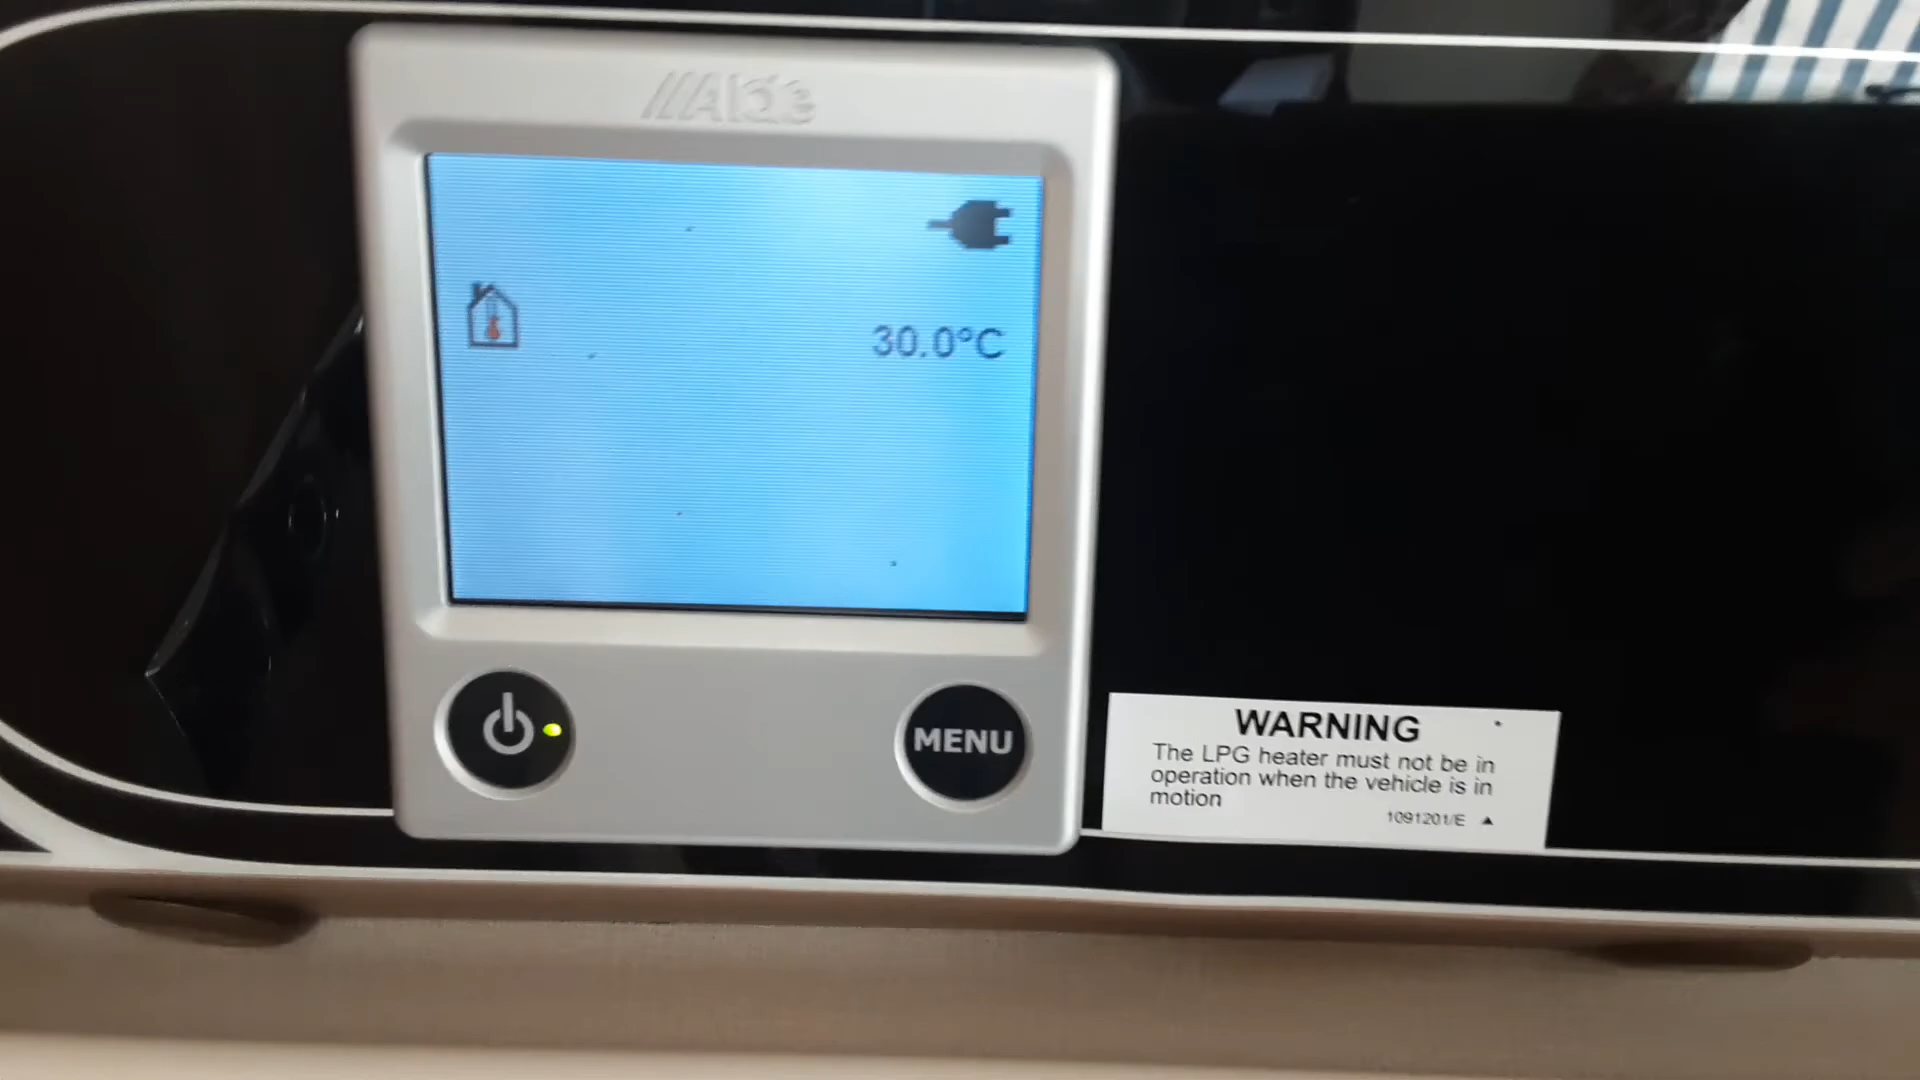 Alde
30.0°C
MENU
WARNING
The LPG heater must not be in
operation when the vehicle is in
motion
1091201/E ▲